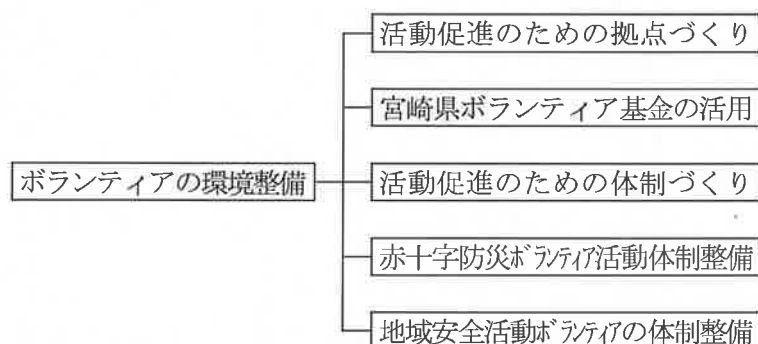 活動促進のための拠点づくり
宮崎県ボランティア基金の活用
ボランティアの環境整備
活動促進のための体制づくり
赤十字防災ﾎﾞﾗﾝﾃｨｱ活動体制整備
地域安全活動ﾎﾞﾗﾝﾃｨｱの体制整備